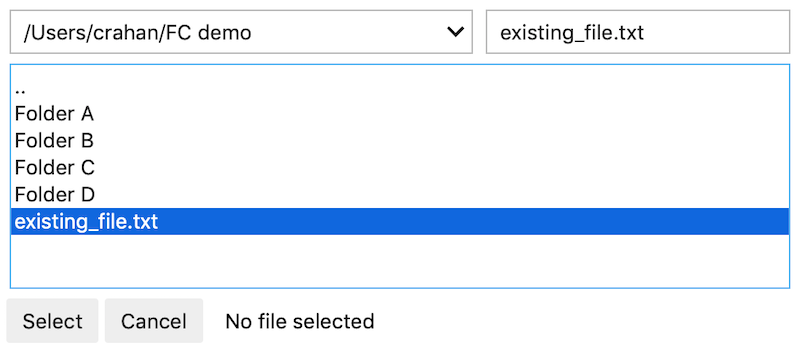 /Users/crahan/FC demo existing_file.txt
..
Folder A
Folder B
Folder C
Folder D
existing_file.txt
Select Cancel No file selected